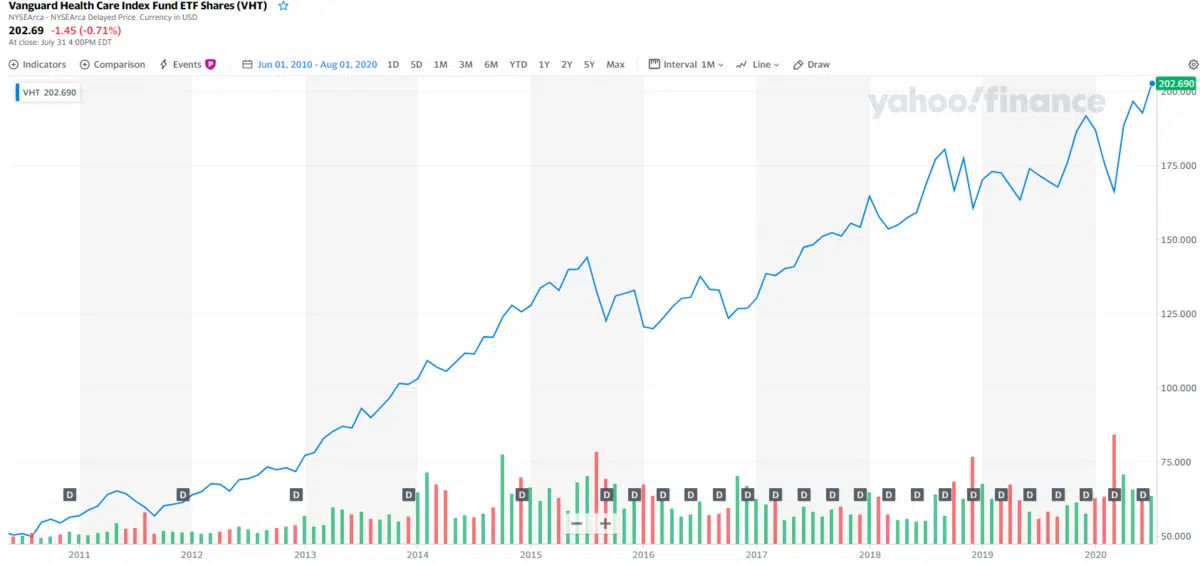 Vanguard Health Care Index Fund ETF Shares (VHT)
NYSEArca - NYSEArca Delayed Price. Currency in USD
202.69 -1.45 (-0.71%)
At close: July 31 4:00PM EDT
Indicators Comparison Events P Jun 01, 2010 - Aug 01, 2020 1D 5D 1M 3M 6M YTD 1Y 2Y 5Y Max Interval 1M Line Draw
VHT 202.690
yahoo!finance
202.690
200.000
175.000
150.000
125.000
100.000
75.000
D D D D D D D D D D D D D D D D D D D D D D D D D
− +
50.000
2011 2012 2013 2014 2015 2016 2017 2018 2019 2020